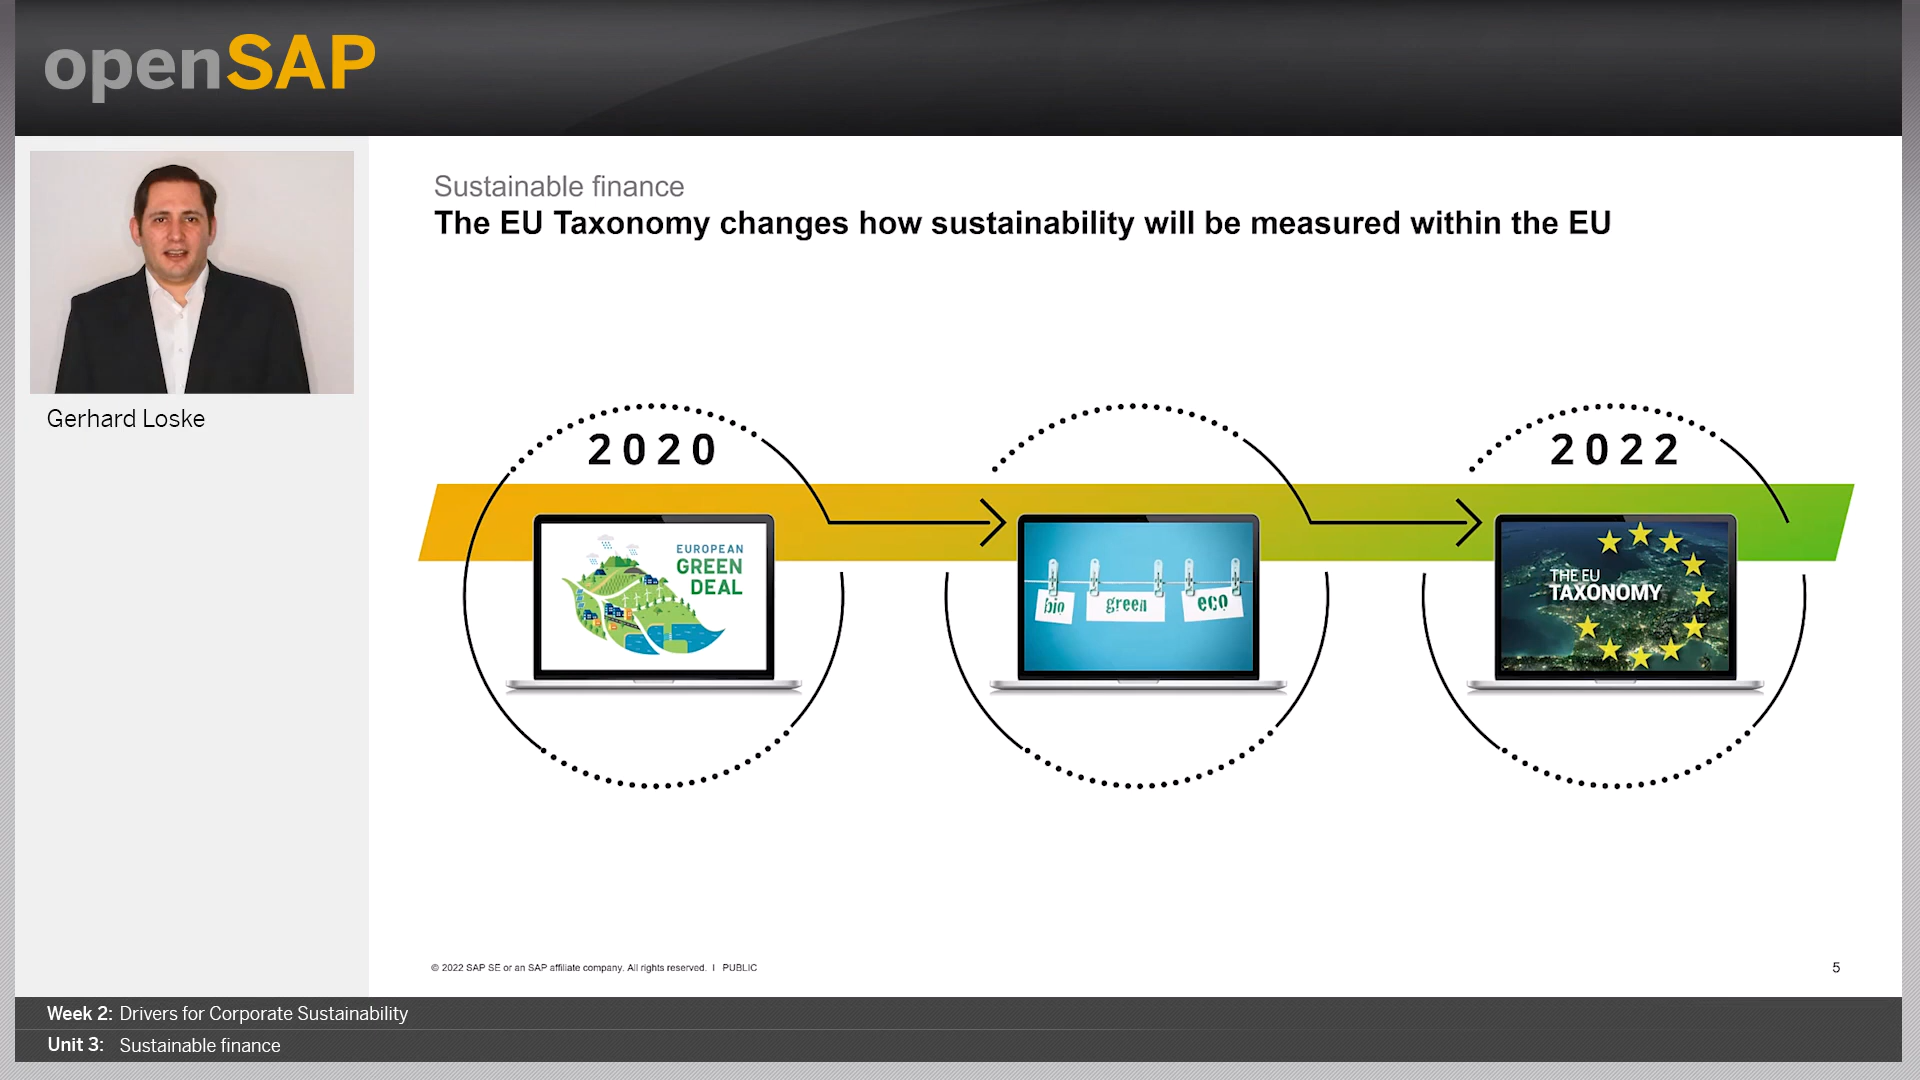 openSAP
Gerhard Loske
Sustainable finance
The EU Taxonomy changes how sustainability will be measured within the EU
2020
2022
EUROPEAN
GREEN
DEAL
bio
green
eco
THE EU
TAXONOMY
© 2022 SAP SE or an SAP affiliate company. All rights reserved. I PUBLIC
5
Week 2: Drivers for Corporate Sustainability
Unit 3: Sustainable finance